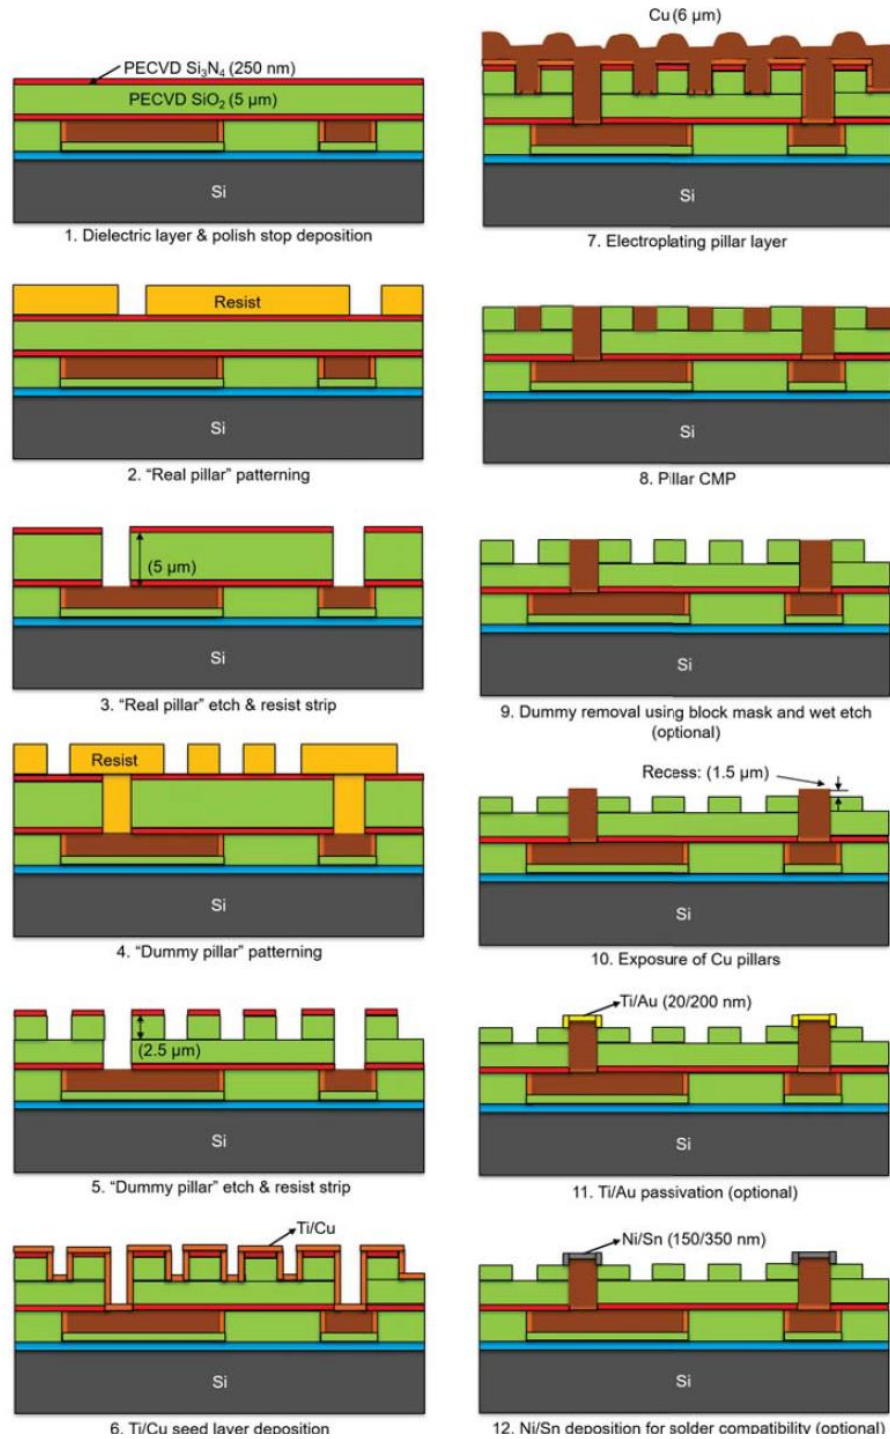 PECVD Si₃N₄ (250 nm)
PECVD SiO₂ (5 µm)
Si
1. Dielectric layer & polish stop deposition
Resist
Si
2. “Real pillar” patterning
(5 µm)
Si
3. “Real pillar” etch & resist strip
Resist
Si
4. “Dummy pillar” patterning
(2.5 µm)
Si
5. “Dummy pillar” etch & resist strip
Ti/Cu
Si
6. Ti/Cu seed layer deposition
Cu (6 µm)
Si
7. Electroplating pillar layer
Si
8. Pillar CMP
Si
9. Dummy removal using block mask and wet etch
(optional)
Recess: (1.5 µm)
Si
10. Exposure of Cu pillars
Ti/Au (20/200 nm)
Si
11. Ti/Au passivation (optional)
Ni/Sn (150/350 nm)
Si
12. Ni/Sn deposition for solder compatibility (optional)